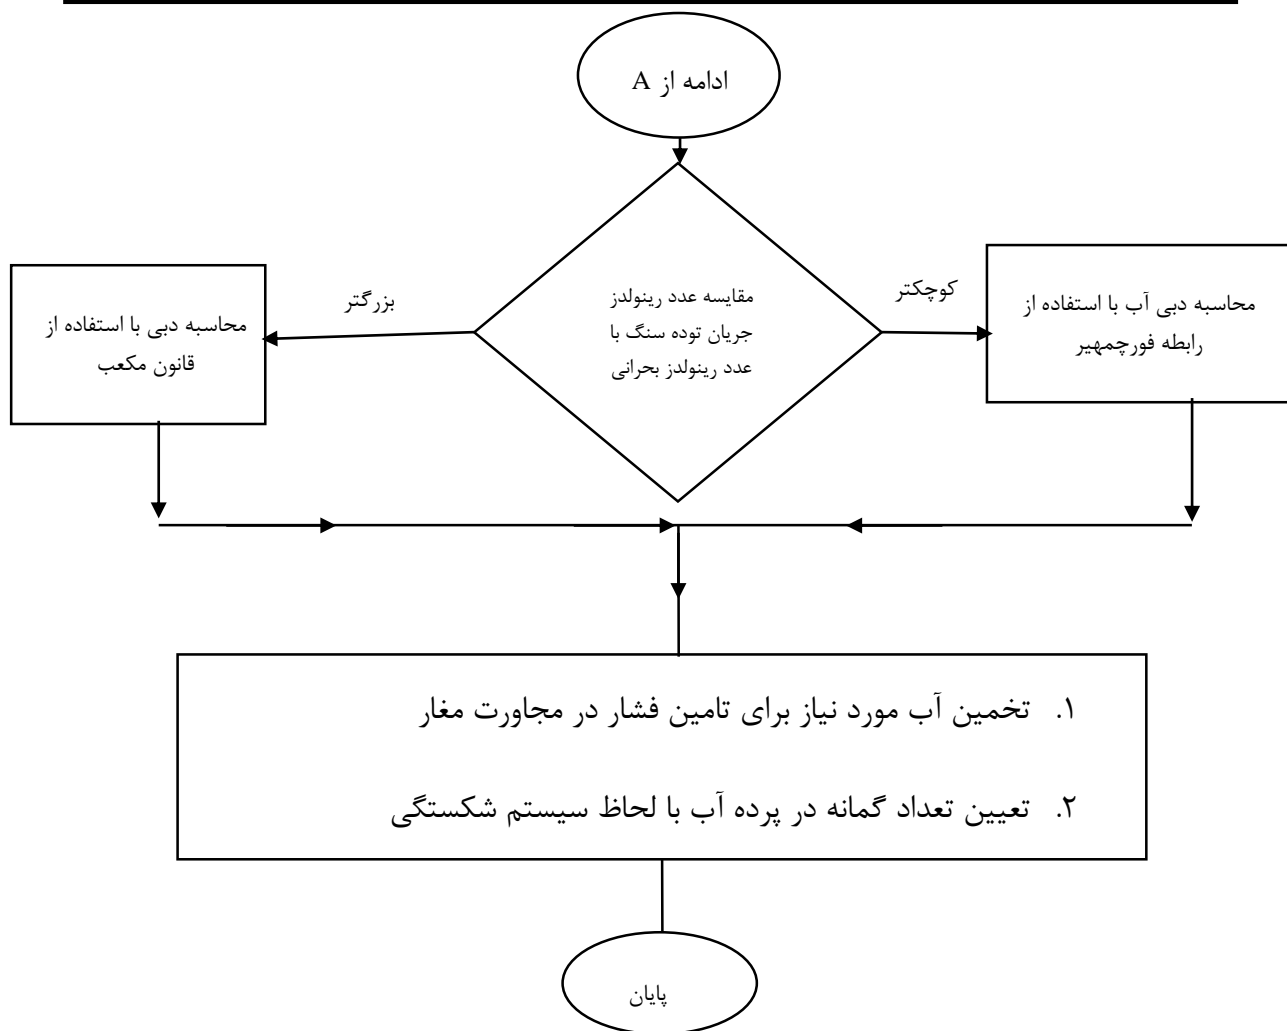 ادامه از A
کوچکتر
بزرگتر
محاسبه دبی آب با استفاده از
رابطه فورچمهیر
مقایسه عدد رینولدز
جریان توده سنگ با
عدد رینولدز بحرانی
محاسبه دبی با استفاده از
قانون مکعب
۱. تخمین آب مورد نیاز برای تامین فشار در مجاورت مغار
۲. تعیین تعداد گمانه در پرده آب با لحاظ سیستم شکستگی
پایان